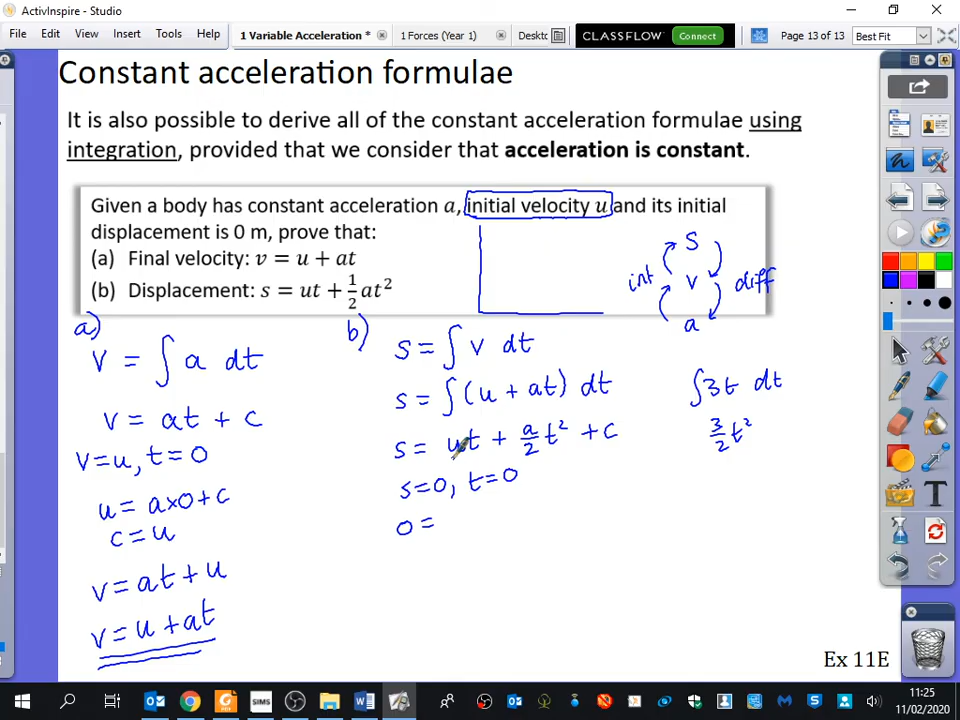 ActivInspire - Studio
File Edit View Insert Tools Help
1 Variable Acceleration *
1 Forces (Year 1)
Deskt
CLASSFLOW Connect
Page 13 of 13
Best Fit
Constant acceleration formulae
It is also possible to derive all of the constant acceleration formulae using
integration, provided that we consider that acceleration is constant.
Given a body has constant acceleration a, initial velocity u and its initial
displacement is 0 m, prove that:
(a) Final velocity: v = u + at
(b) Displacement: s = ut + 1/2 at²
S
int v diff
a
a)
v = ∫ a dt
v = at + c
v=u, t=0
u = a×0+c
c = u
v = at + u
v = u + at
b)
s = ∫ v dt
s = ∫ (u + at) dt
s = ut + a/2 t² + c
s=0, t=0
0 =
∫3t dt
3/2 t²
Ex 11E
SIMS
11:25
11/02/2020